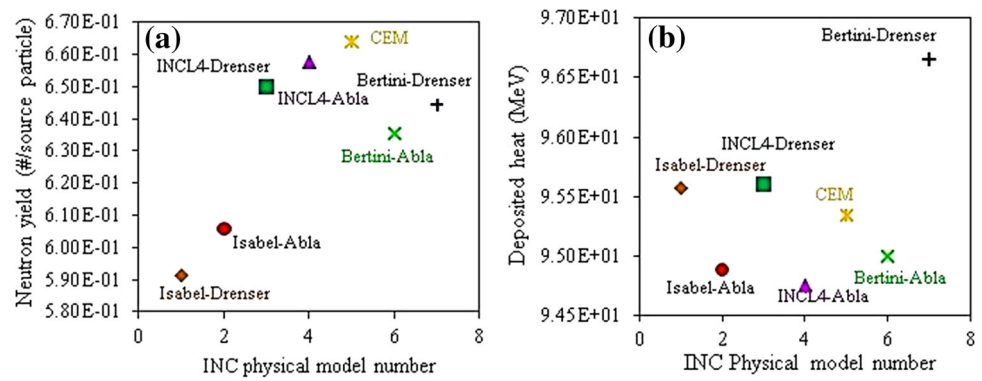 (a)
Neutron yield (#/source particle)
6.70E-01
6.60E-01
6.50E-01
6.40E-01
6.30E-01
6.20E-01
6.10E-01
6.00E-01
5.90E-01
5.80E-01
CEM
INCL4-Drenser
Bertini-Drenser
INCL4-Abla
Bertini-Abla
Isabel-Abla
Isabel-Drenser
0 2 4 6 8
INC physical model number
(b)
Deposited heat (MeV)
9.70E+01
9.65E+01
9.60E+01
9.55E+01
9.50E+01
9.45E+01
Bertini-Drenser
INCL4-Drenser
Isabel-Drenser
CEM
Bertini-Abla
Isabel-Abla
INCL4-Abla
0 2 4 6 8
INC Physical model number